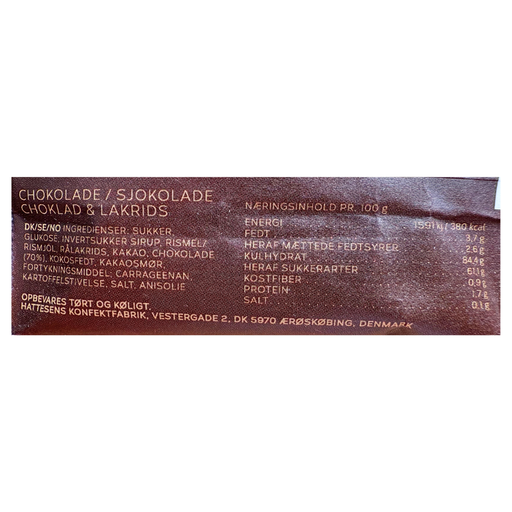 CHOKOLADE / SJOKOLADE
CHOKLAD & LAKRIDS
DK/SE/NO INGREDIENSER: SUKKER,
GLUKOSE, INVERTSUKKER SIRUP, RISMEL/
RISMJÖL, RÅLAKRIDS, KAKAO, CHOKOLADE
(70%), KOKOSFEDT, KAKAOSMØR,
FORTYKNINGSMIDDEL: CARRAGEENAN,
KARTOFFELSTIVELSE, SALT, ANISOLIE
OPBEVARES TØRT OG KØLIGT.
HATTESENS KONFEKTFABRIK, VESTERGADE 2, DK 5970 ÆRØSKØBING, DENMARK
NÆRINGSINHOLD PR. 100 g
ENERGI 1591 kJ / 380 kcal
FEDT 3,7 g
HERAF MÆTTEDE FEDTSYRER 2,6 g
KULHYDRAT 84,4 g
HERAF SUKKERARTER 61,1 g
KOSTFIBER 0,9 g
PROTEIN 1,7 g
SALT 0,1 g